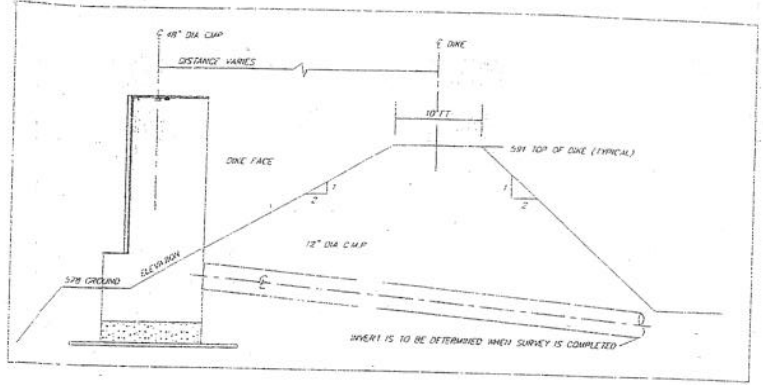 ℄ 48" DIA CMP
℄ DIKE
DISTANCE VARIES
10' FT
591 TOP OF DIKE (TYPICAL)
DIKE FACE
1
2
1
2
12" DIA C.M.P
ELEVATION
578 GROUND
℄
INVERT IS TO BE DETERMINED WHEN SURVEY IS COMPLETED